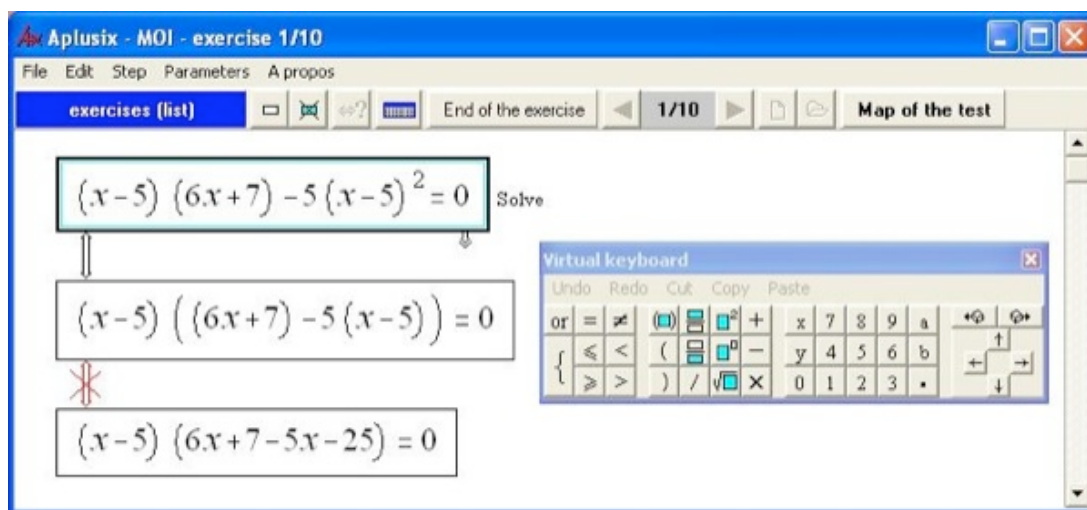 Aplusix - MOI - exercise 1/10
File Edit Step Parameters A propos
exercises (list) ⇔? End of the exercise 1/10 Map of the test
(x−5) (6x+7) −5(x−5)² = 0 Solve
Virtual keyboard
Undo Redo Cut Copy Paste
(x−5) ((6x+7) −5(x−5)) = 0
or = ≠ (□) □² + x 7 8 9 a
{ ⩽ < ( □□ − y 4 5 6 b ← ↑ →
⩾ > ) / √□ × 0 1 2 3 • ↓
(x−5) (6x+7−5x−25) = 0